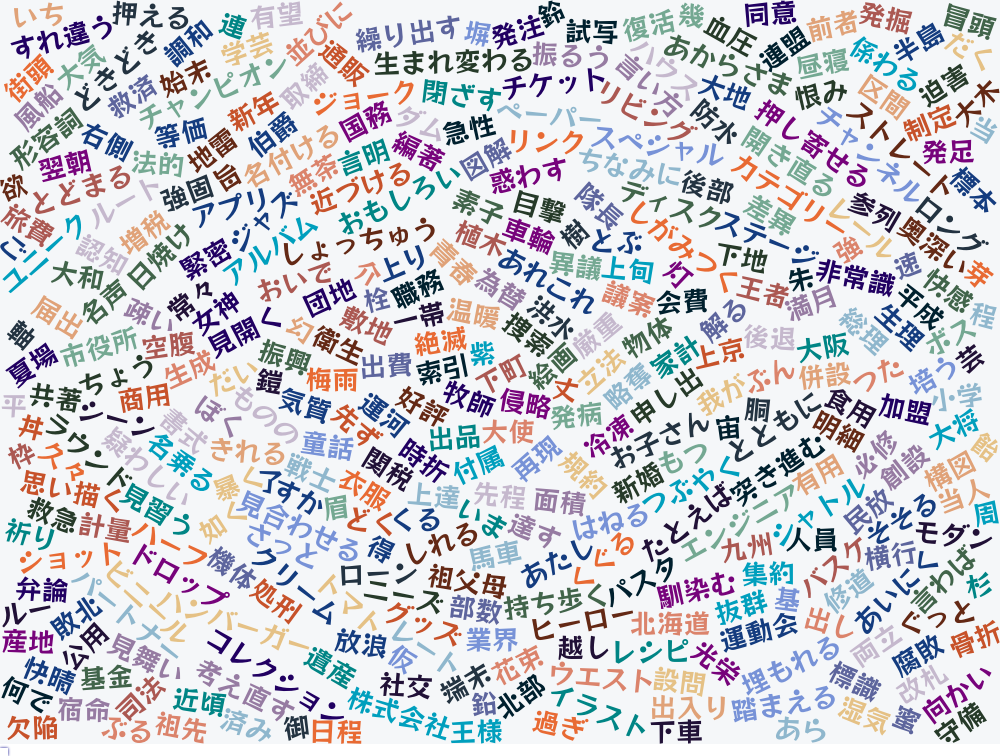 いち
押える
連
有望
並びに
繰り出す
塀
発注
鈴
試写
復活
幾
血圧
同意
連盟
前者
発掘
冒頭
すれ違う
大気
どきどき
調和
学芸
通販
生まれ変わる
振るう
ハウス
あからさま
昼寝
係わる
半島
だく
街頭
風船
救済
始末
チャンピオン
取締
ジョーク
閉ざす
チケット
リビング
言い方
大地
恨み
区間
迫害
大木
形容詞
右側
等価
地雷
新年
伯爵
国務
ダム
急性
ペーパー
リンク
スペシャル
防水
押し寄せる
チャンネル
ストレート
制定
当
翌朝
法的
名付ける
言明
編纂
図解
ちなみに
開き直る
発足
標本
欲
とどまる
ルート
強固
旨
無茶
近づける
おもしろい
惑わす
後部
カテゴリー
レール
参列
ロング
旅費
ユニーク
認知
増税
日焼け
アプリ
ジャズ
緊密
アルバム
しょっちゅう
素子
目撃
隊長
ディスク
しがみつく
ステージ
差異
奥深い
芽
大和
名声
常々
女神
おいで
上り
植木
車輪
樹
とぶ
異議
上旬
灯
下地
朱
強
非常識
速
快感
程
届出
疎い
見開く
団地
栓
職務
青春
為替
あれこれ
議案
会費
王者
満月
平成
ボス
軸
夏場
市役所
空腹
幻
敷地
一帯
温暖
洪水
捜索
厳重
物体
解る
後退
総理
生理
芸
共著
ちょう
生成
衛生
絶滅
紫
索引
絵画
立法
家計
上京
大阪
培う
小学
平
シーン
商用
だい
振興
鎧
梅雨
出費
下町
丈
略奪
申し出
我が
ぶん
併設
つた
丼
ラウンド
書式
ぼく
ものの
気質
先ず
運河
好評
牧師
侵略
発病
冷凍
お子さん
宙
胴
ともに
食用
加盟
大将
枠
久々
疑わしい
名乗る
きれる
童話
関税
時折
出品
大使
再現
契約
新婚
もつ
つぶやく
突き進む
明細
必修
創設
構図
飴
思い描く
見習う
暴く
了すか
戦士
衣服
付属
たとえば
エンジニア
有用
シャトル
民放
そそる
当人
周
救急
計量
ハーフ
如く
見合わせる
眉
どく
くる
上達
いま
先程
面積
達す
はねる
九州
人員
バスケ
横行
モダン
祈り
ショット
ドロップ
機体
さっと
クリーム
得
しれる
馬車
あたし
ぐる
くく
パスタ
馴染む
集約
修道
あいにく
言わば
杉
弁論
パートナー
ビニール
ハンバーガー
処刑
トマト
ロニーズ
グッズ
祖父母
部数
持ち歩く
ヒーロー
北海道
抜群
基
出し
ぐっと
ルー
敗北
産地
公用
見舞い
コレクション
放浪
仮
レート
業界
越し
レシピ
光栄
運動会
両立
腐敗
骨折
快晴
基金
考え直す
遺産
社交
端末
花束
ウエスト
設問
埋もれる
標識
改札
向かい
何で
宿命
司法
近頃
株式会社
鉛
北部
イラスト
出入り
踏まえる
湿気
蜜
守備
欠陥
ぶる
祖先
済み
御
日程
王様
過ぎ
下車
あら